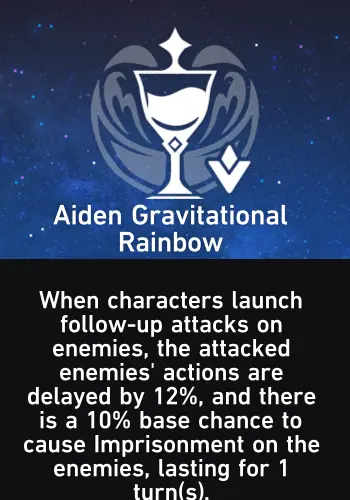 Aiden Gravitational
Rainbow
When characters launch
follow-up attacks on
enemies, the attacked
enemies' actions are
delayed by 12%, and there
is a 10% base chance to
cause Imprisonment on the
enemies, lasting for 1
turn(s).